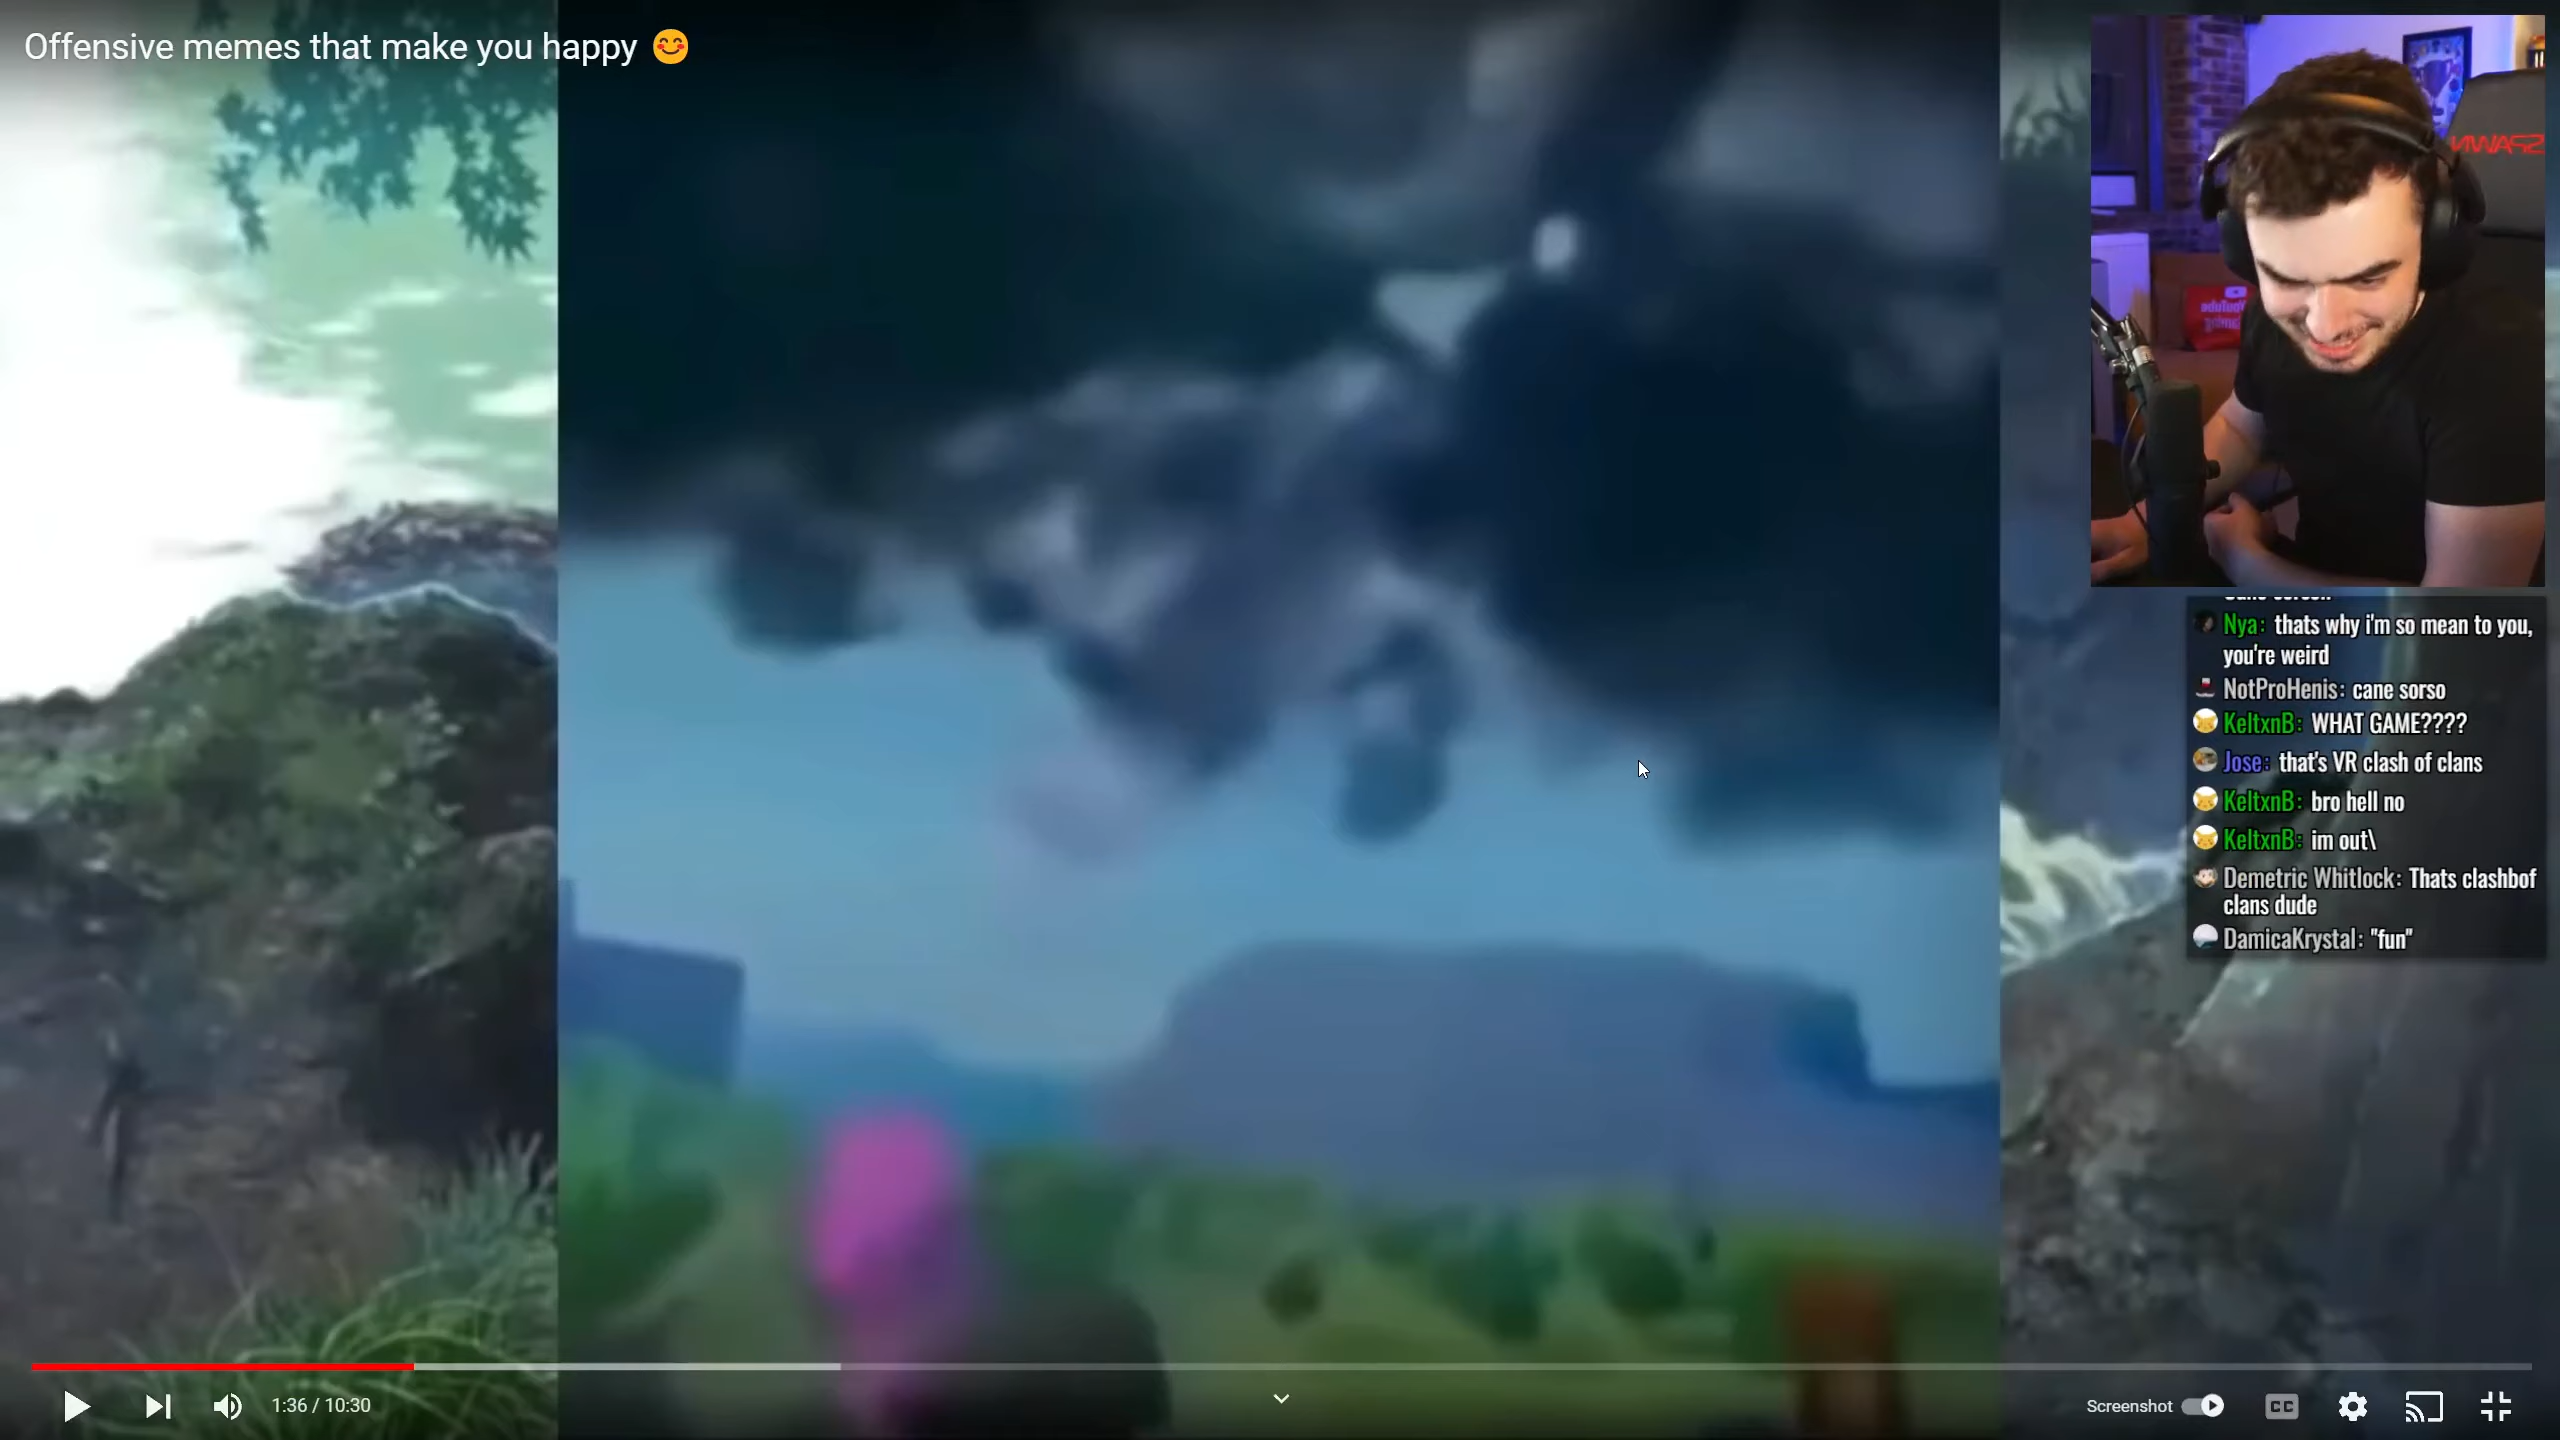 Offensive memes that make you happy 😊
Nya: thats why i'm so mean to you,
you're weird
NotProHenis: cane sorso
KeltxnB: WHAT GAME????
Jose: that's VR clash of clans
KeltxnB: bro hell no
KeltxnB: im out\
Demetric Whitlock: Thats clashbof
clans dude
DamicaKrystal: "fun"
1:36 / 10:30
Screenshot
CC